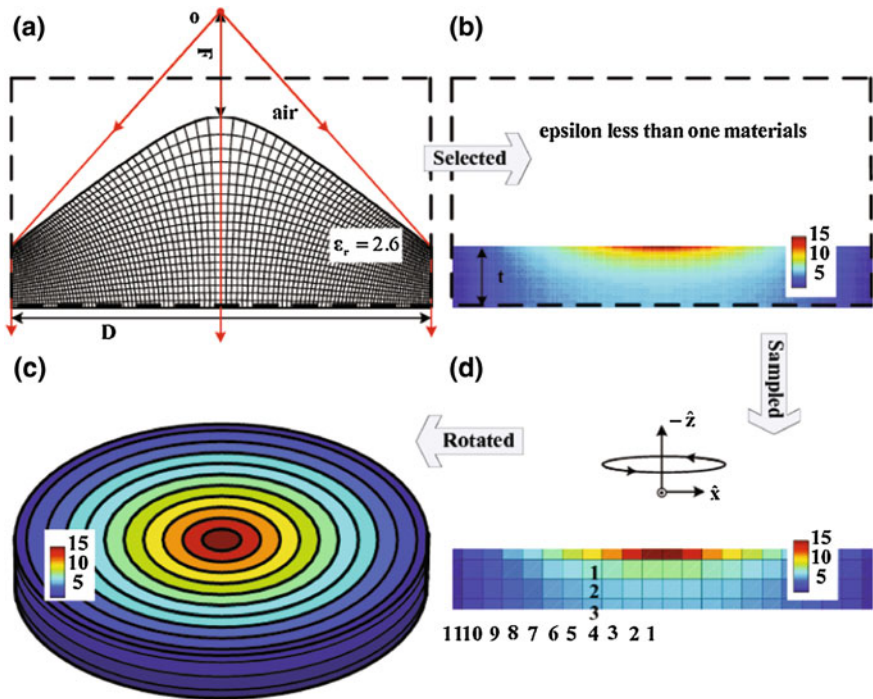 (a)
o
F
air
ε_r = 2.6
D
Selected
(b)
epsilon less than one materials
15
10
5
t
Sampled
(c)
15
10
5
Rotated
(d)
-ẑ
x̂
15
10
5
1
2
3
11 10 9 8 7 6 5 4 3 2 1